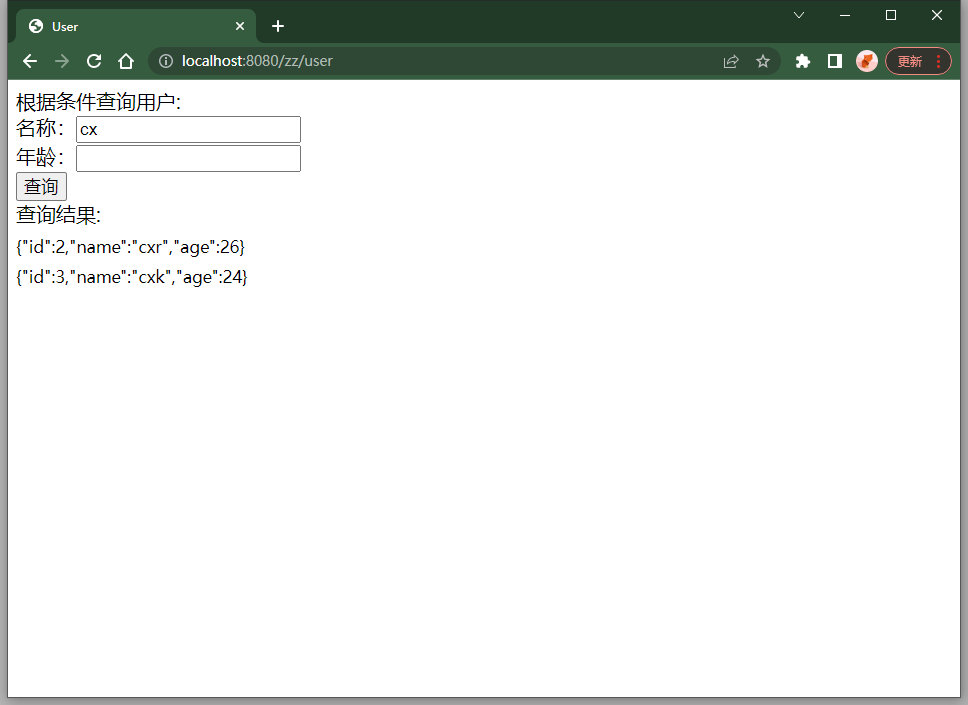 User
localhost:8080/zz/user
更新
根据条件查询用户:
名称：cx
年龄：
查询
查询结果:
{"id":2,"name":"cxr","age":26}
{"id":3,"name":"cxk","age":24}